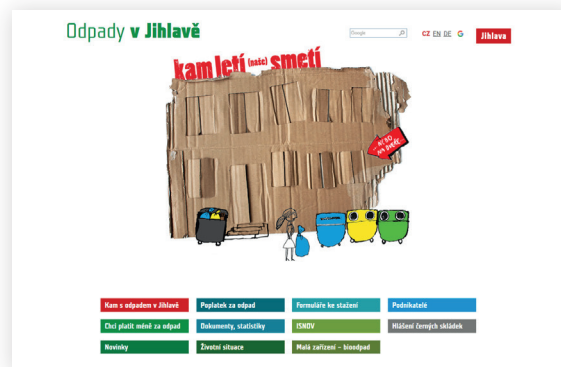 Odpady v Jihlavě
Google
CZ EN DE G
Jihlava
kam letí (naše) smetí
Kam s odpadem v Jihlavě
Poplatek za odpad
Formuláře ke stažení
Podnikatelé
Chci platit méně za odpad
Dokumenty, statistiky
ISNOV
Hlášení černých skládek
Novinky
Životní situace
Malá zařízení – bioodpad